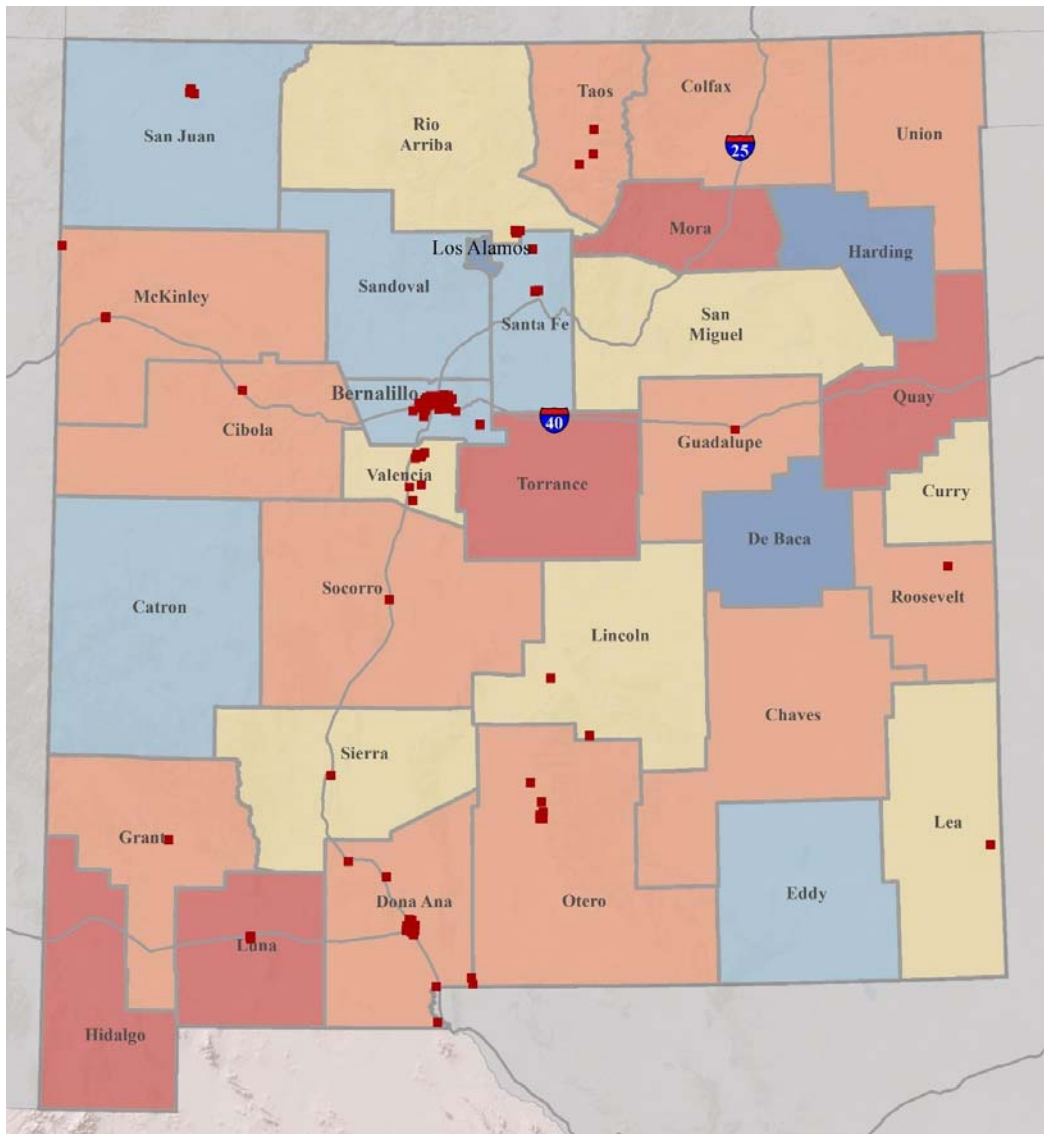 Taos
Colfax
San Juan
Rio
Arriba
Union
25
Mora
Los Alamos
Harding
McKinley
Sandoval
Santa Fe
San
Miguel
Bernalillo
Quay
Cibola
40
Guadalupe
Valencia
Torrance
Curry
De Baca
Socorro
Roosevelt
Catron
Lincoln
Chaves
Sierra
Grant
Lea
Dona Ana
Otero
Eddy
Luna
Hidalgo